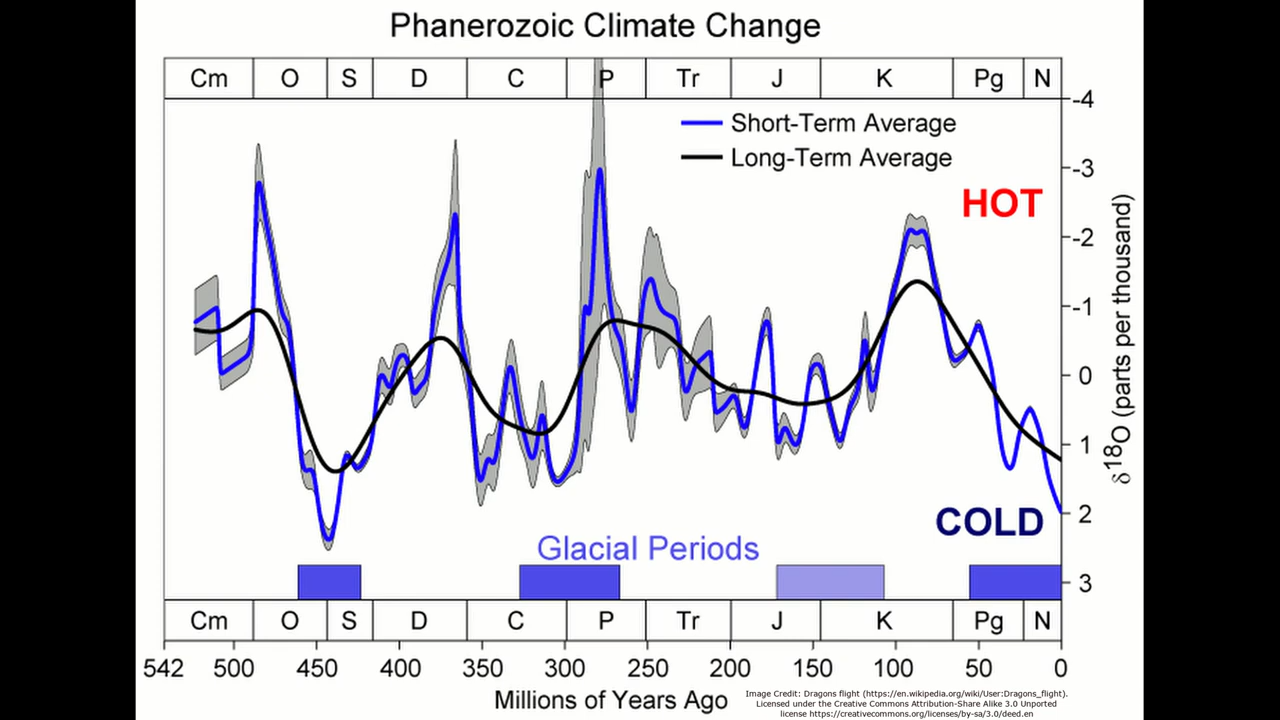 Phanerozoic Climate Change
Cm O S D C P Tr J K Pg N
-4
Short-Term Average
Long-Term Average
-3
HOT
-2
-1
0
1
2
3
δ18O (parts per thousand)
COLD
Glacial Periods
Cm O S D C P Tr J K Pg N
542 500 450 400 350 300 250 200 150 100 50 0
Millions of Years Ago
Image Credit: Dragons flight (https://en.wikipedia.org/wiki/User:Dragons_flight).
Licensed under the Creative Commons Attribution-Share Alike 3.0 Unported
license https://creativecommons.org/licenses/by-sa/3.0/deed.en